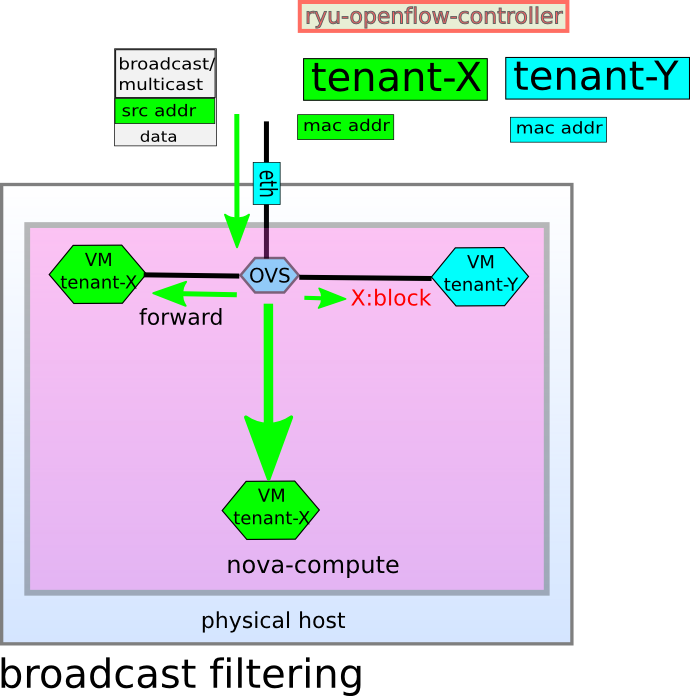 ryu-openflow-controller
broadcast/
multicast
src addr
data
tenant-X
mac addr
tenant-Y
mac addr
eth
VM
tenant-X
OVS
VM
tenant-Y
forward
X:block
VM
tenant-X
nova-compute
physical host
broadcast filtering